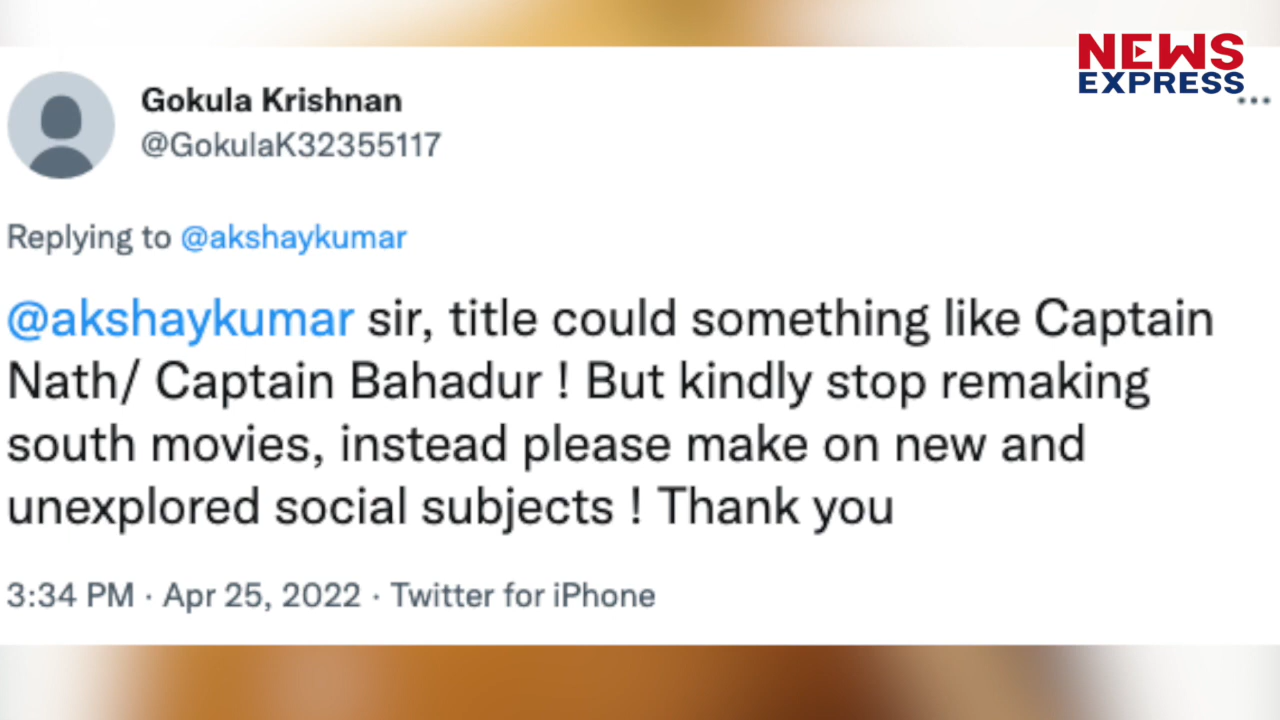 NEWS
EXPRESS
Gokula Krishnan
@GokulaK32355117
Replying to @akshaykumar
@akshaykumar sir, title could something like Captain
Nath/ Captain Bahadur ! But kindly stop remaking
south movies, instead please make on new and
unexplored social subjects ! Thank you
3:34 PM · Apr 25, 2022 · Twitter for iPhone